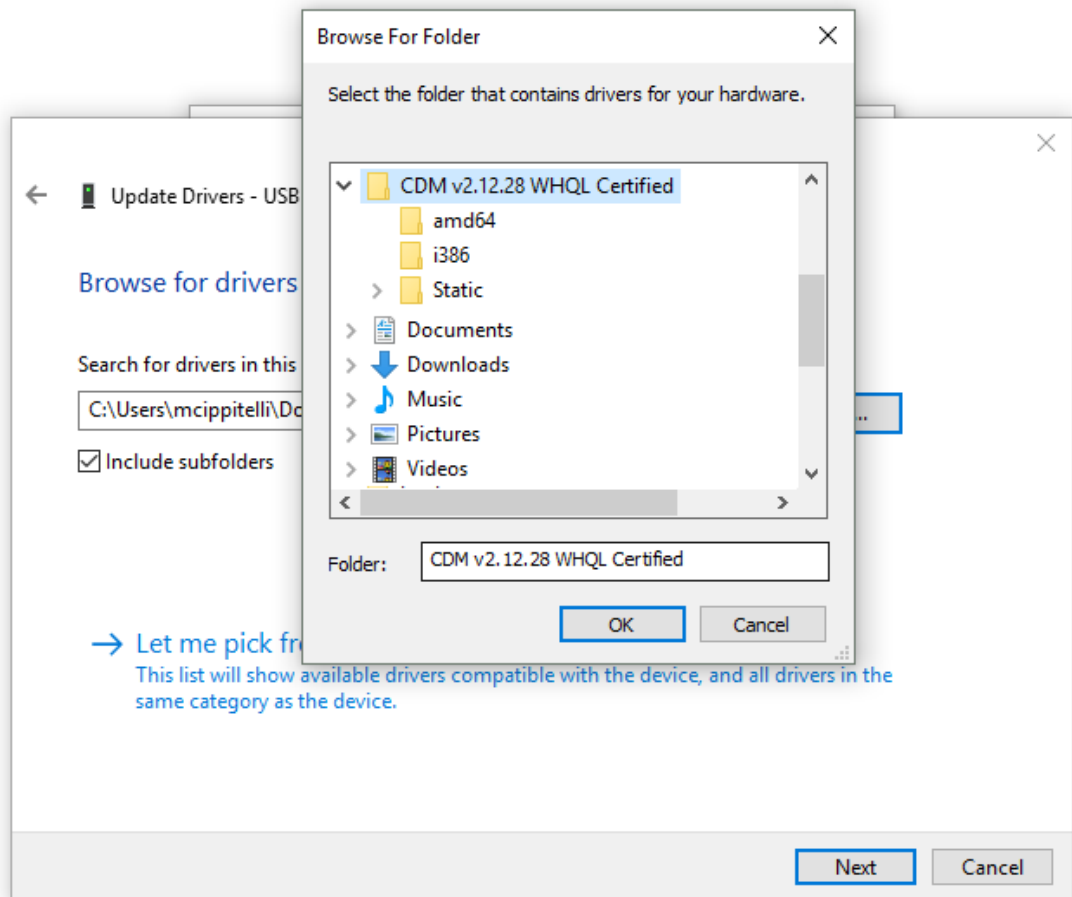 Browse For Folder
Select the folder that contains drivers for your hardware.
CDM v2.12.28 WHQL Certified
amd64
i386
Static
Documents
Downloads
Music
Pictures
Videos
Folder: CDM v2.12.28 WHQL Certified
OK Cancel
Update Drivers - USB
Browse for drivers
Search for drivers in this
C:\Users\mcippitelli\Do
...
Include subfolders
Let me pick fr
This list will show available drivers compatible with the device, and all drivers in the
same category as the device.
Next Cancel